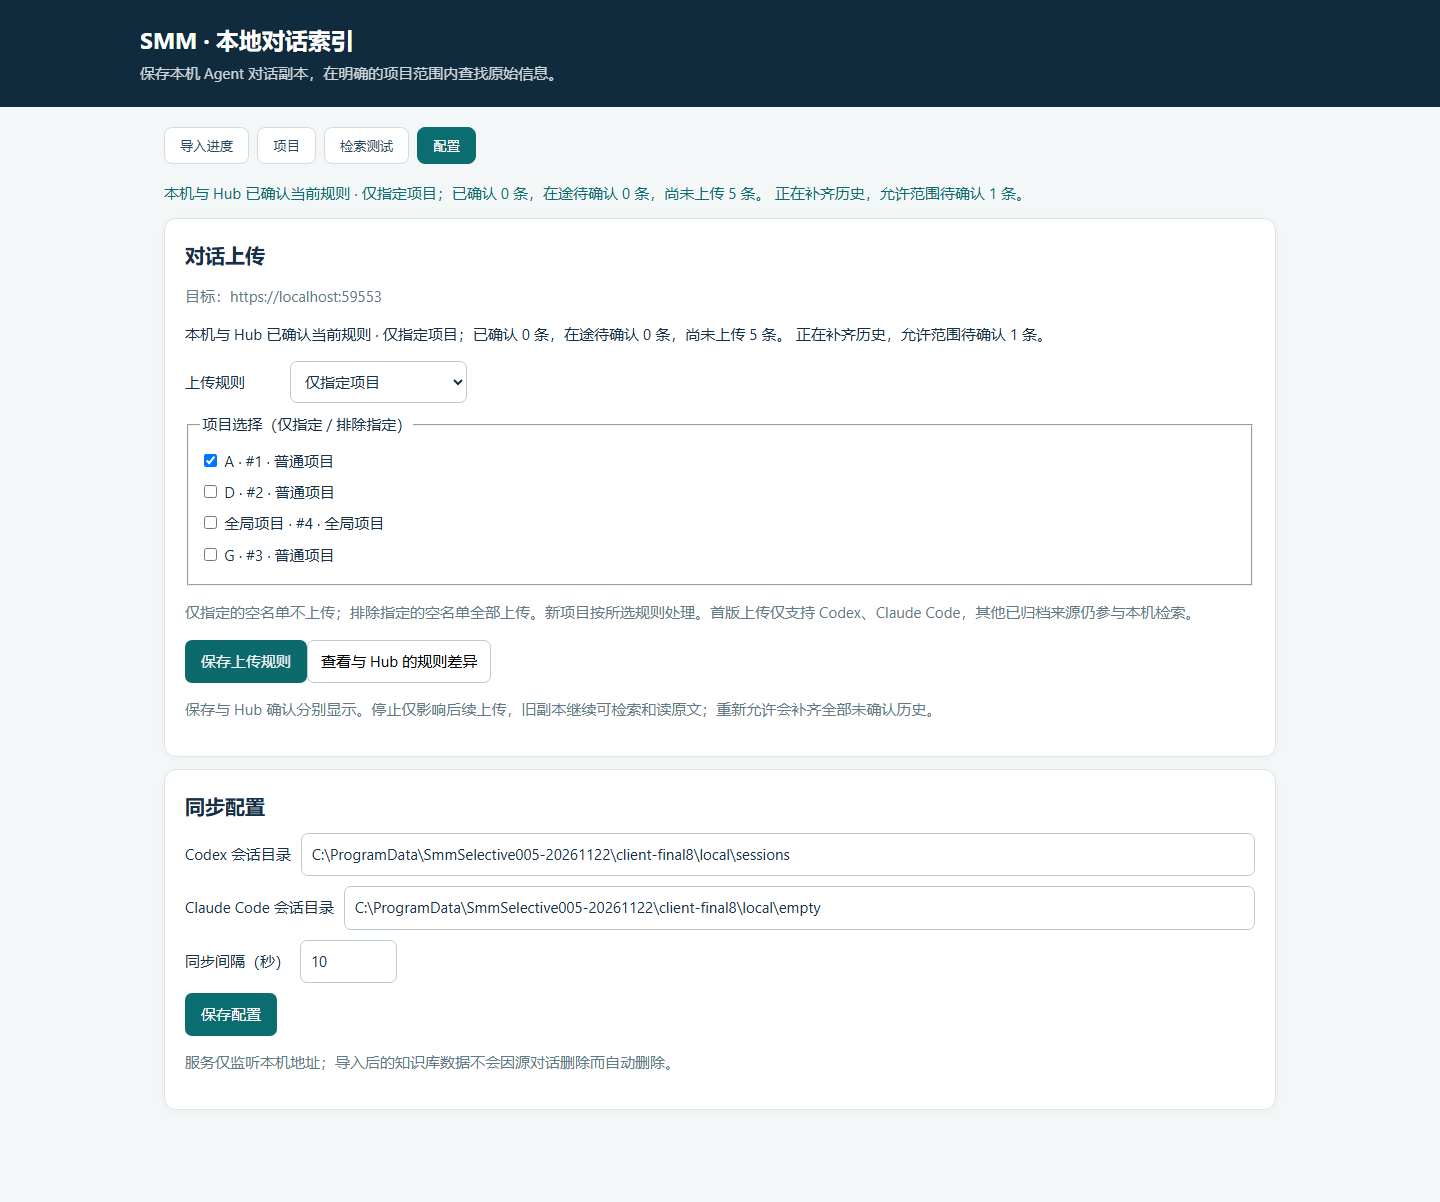 SMM · 本地对话索引
保存本机 Agent 对话副本，在明确的项目范围内查找原始信息。
导入进度 项目 检索测试 配置
本机与 Hub 已确认当前规则 · 仅指定项目；已确认 0 条，在途待确认 0 条，尚未上传 5 条。 正在补齐历史，允许范围待确认 1 条。
对话上传
目标：https://localhost:59553
本机与 Hub 已确认当前规则 · 仅指定项目；已确认 0 条，在途待确认 0 条，尚未上传 5 条。 正在补齐历史，允许范围待确认 1 条。
上传规则 仅指定项目
项目选择（仅指定 / 排除指定）
A · #1 · 普通项目
D · #2 · 普通项目
全局项目 · #4 · 全局项目
G · #3 · 普通项目
仅指定的空名单不上传；排除指定的空名单全部上传。新项目按所选规则处理。首版上传仅支持 Codex、Claude Code，其他已归档来源仍参与本机检索。
保存上传规则 查看与 Hub 的规则差异
保存与 Hub 确认分别显示。停止仅影响后续上传，旧副本继续可检索和读原文；重新允许会补齐全部未确认历史。
同步配置
Codex 会话目录 C:\ProgramData\SmmSelective005-20261122\client-final8\local\sessions
Claude Code 会话目录 C:\ProgramData\SmmSelective005-20261122\client-final8\local\empty
同步间隔（秒） 10
保存配置
服务仅监听本机地址；导入后的知识库数据不会因源对话删除而自动删除。